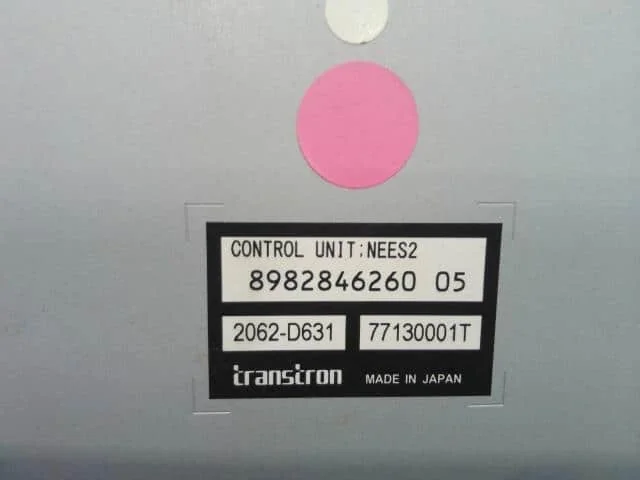 CONTROL UNIT:NEES2
8982846260 05
2062-D631 77130001T
transtron MADE IN JAPAN